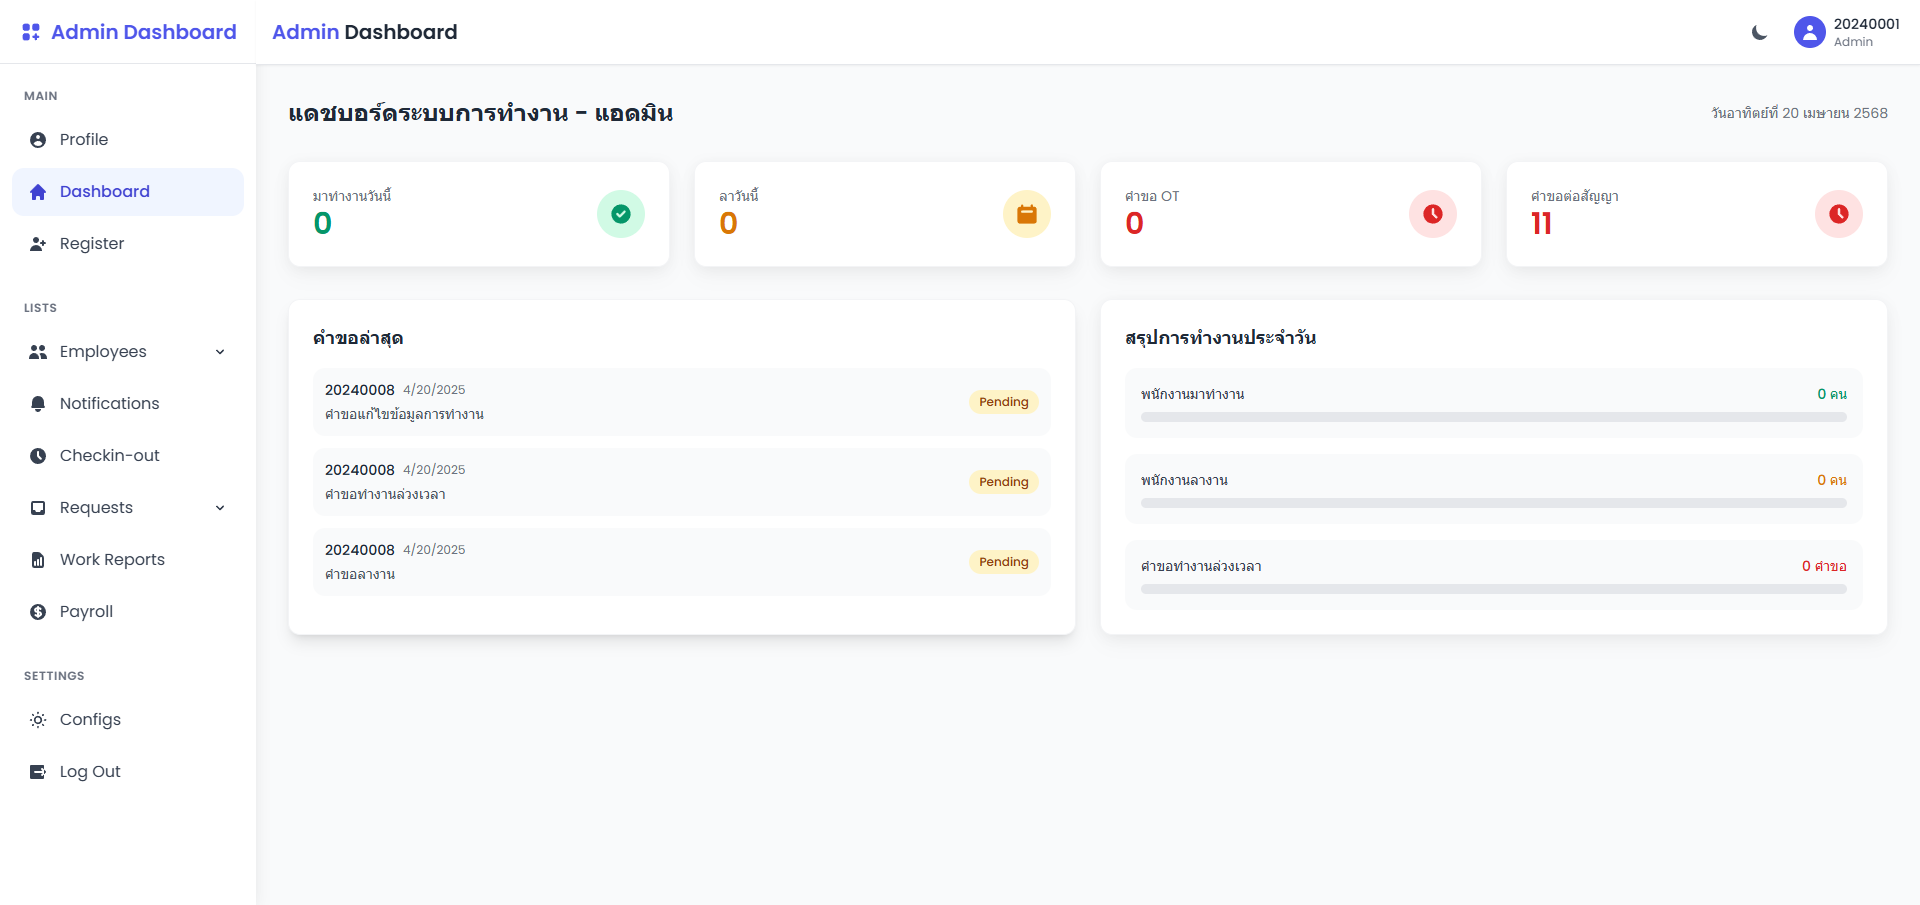 Admin Dashboard
Admin Dashboard
20240001
Admin
MAIN
Profile
Dashboard
Register
LISTS
Employees
Notifications
Checkin-out
Requests
Work Reports
Payroll
SETTINGS
Configs
Log Out
แดชบอร์ดระบบการทำงาน - แอดมิน
วันอาทิตย์ที่ 20 เมษายน 2568
มาทำงานวันนี้
0
ลาวันนี้
0
คำขอ OT
0
คำขอต่อสัญญา
11
คำขอล่าสุด
20240008 4/20/2025
คำขอแก้ไขข้อมูลการทำงาน
Pending
20240008 4/20/2025
คำขอทำงานล่วงเวลา
Pending
20240008 4/20/2025
คำขอลางาน
Pending
สรุปการทำงานประจำวัน
พนักงานมาทำงาน 0 คน
พนักงานลางาน 0 คน
คำขอทำงานล่วงเวลา 0 คำขอ